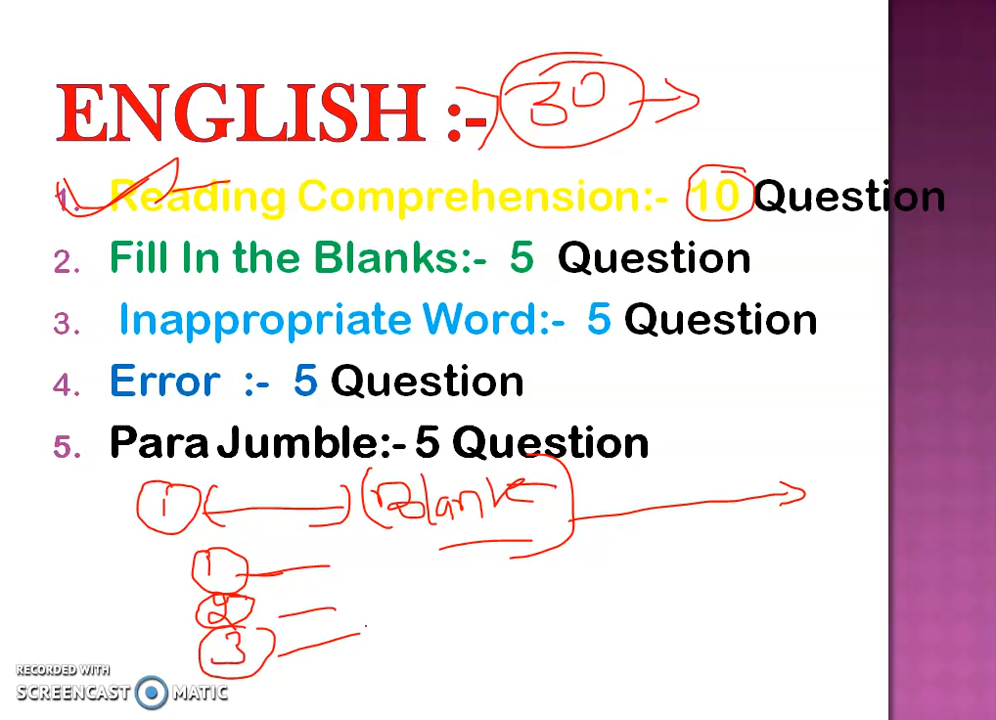 ENGLISH :- 30
1. Reading Comprehension:- 10 Question
2. Fill In the Blanks:- 5 Question
3. Inappropriate Word:- 5 Question
4. Error :- 5 Question
5. Para Jumble:- 5 Question
1 Blank
1
2
3
RECORDED WITH
SCREENCAST MATIC